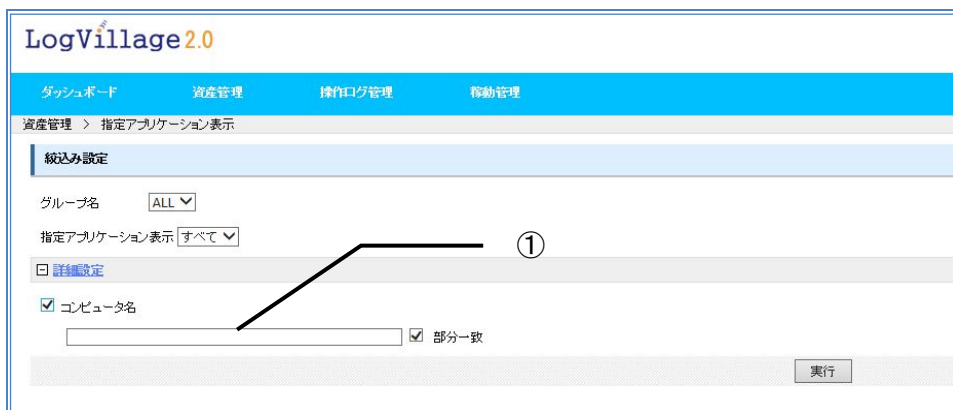 LogVillage 2.0
ダッシュボード 資産管理 操作ログ管理 稼動管理
資産管理 > 指定アプリケーション表示
絞込み設定
グループ名 ALL
指定アプリケーション表示 すべて
①
詳細設定
コンピュータ名
部分一致
実行